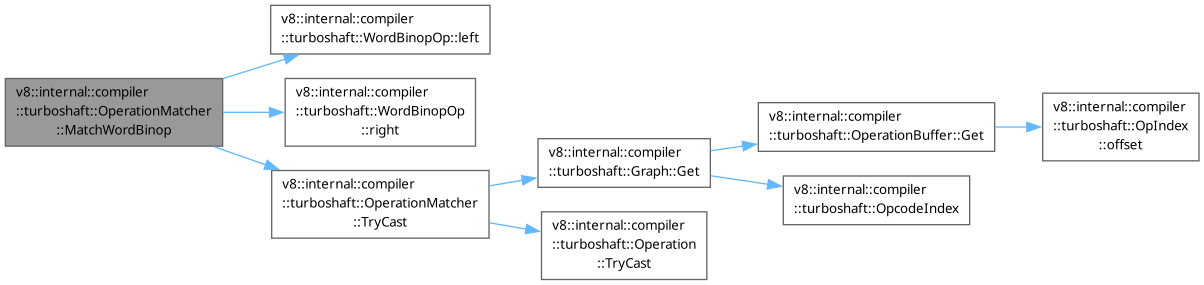 v8::internal::compiler
::turboshaft::OperationMatcher
::MatchWordBinop
v8::internal::compiler
::turboshaft::WordBinopOp::left
v8::internal::compiler
::turboshaft::WordBinopOp
::right
v8::internal::compiler
::turboshaft::OperationMatcher
::TryCast
v8::internal::compiler
::turboshaft::Graph::Get
v8::internal::compiler
::turboshaft::Operation
::TryCast
v8::internal::compiler
::turboshaft::OperationBuffer::Get
v8::internal::compiler
::turboshaft::OpcodeIndex
v8::internal::compiler
::turboshaft::OpIndex
::offset